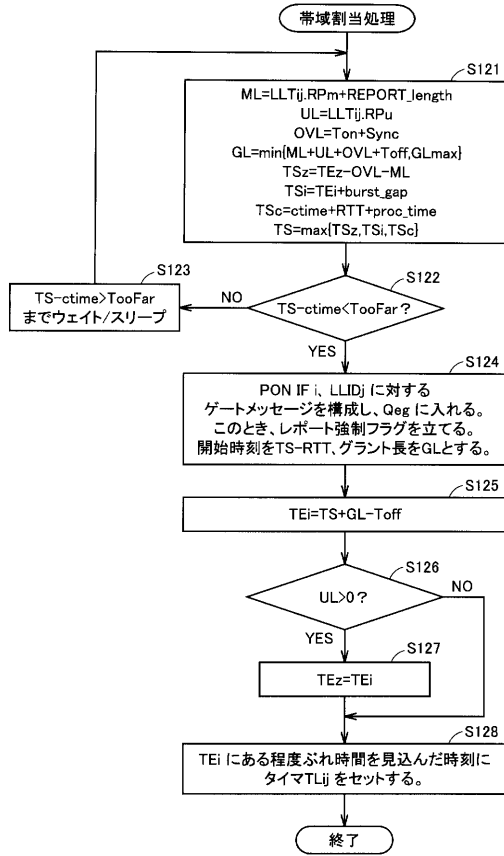 帯域割当処理
S121
ML=LLTij.RPm+REPORT_length
UL=LLTij.RPu
OVL=Ton+Sync
GL=min{ML+UL+OVL+Toff,GLmax}
TSz=TEz-OVL-ML
TSi=TEi+burst_gap
TSc=ctime+RTT+proc_time
TS=max{TSz,TSi,TSc}
S123
TS-ctime>TooFar
までウェイト/スリープ
NO
S122
TS-ctime<TooFar?
YES
S124
PON IF i、LLIDj に対する
ゲートメッセージを構成し、Qeg に入れる。
このとき、レポート強制フラグを立てる。
開始時刻をTS-RTT、グラント長をGLとする。
S125
TEi=TS+GL-Toff
S126
UL>0?
NO
YES
S127
TEz=TEi
S128
TEi にある程度ぶれ時間を見込んだ時刻に
タイマTLij をセットする。
終了